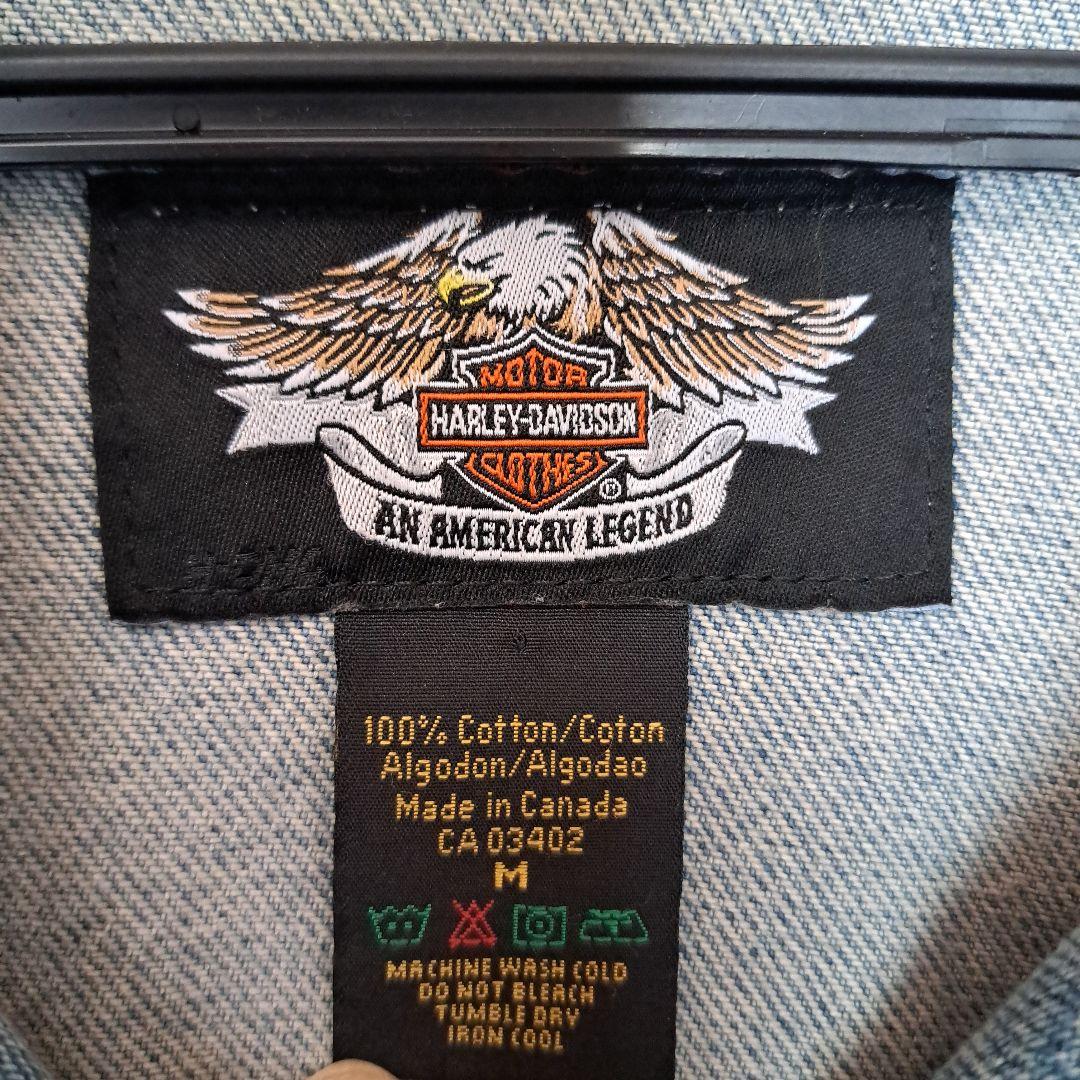 MOTOR
HARLEY-DAVIDSON
CLOTHES
®
AN AMERICAN LEGEND
100% Cotton/Coton
Algodon/Algodao
Made in Canada
CA 03402
M
MACHINE WASH COLD
DO NOT BLEACH
TUMBLE DRY
IRON COOL